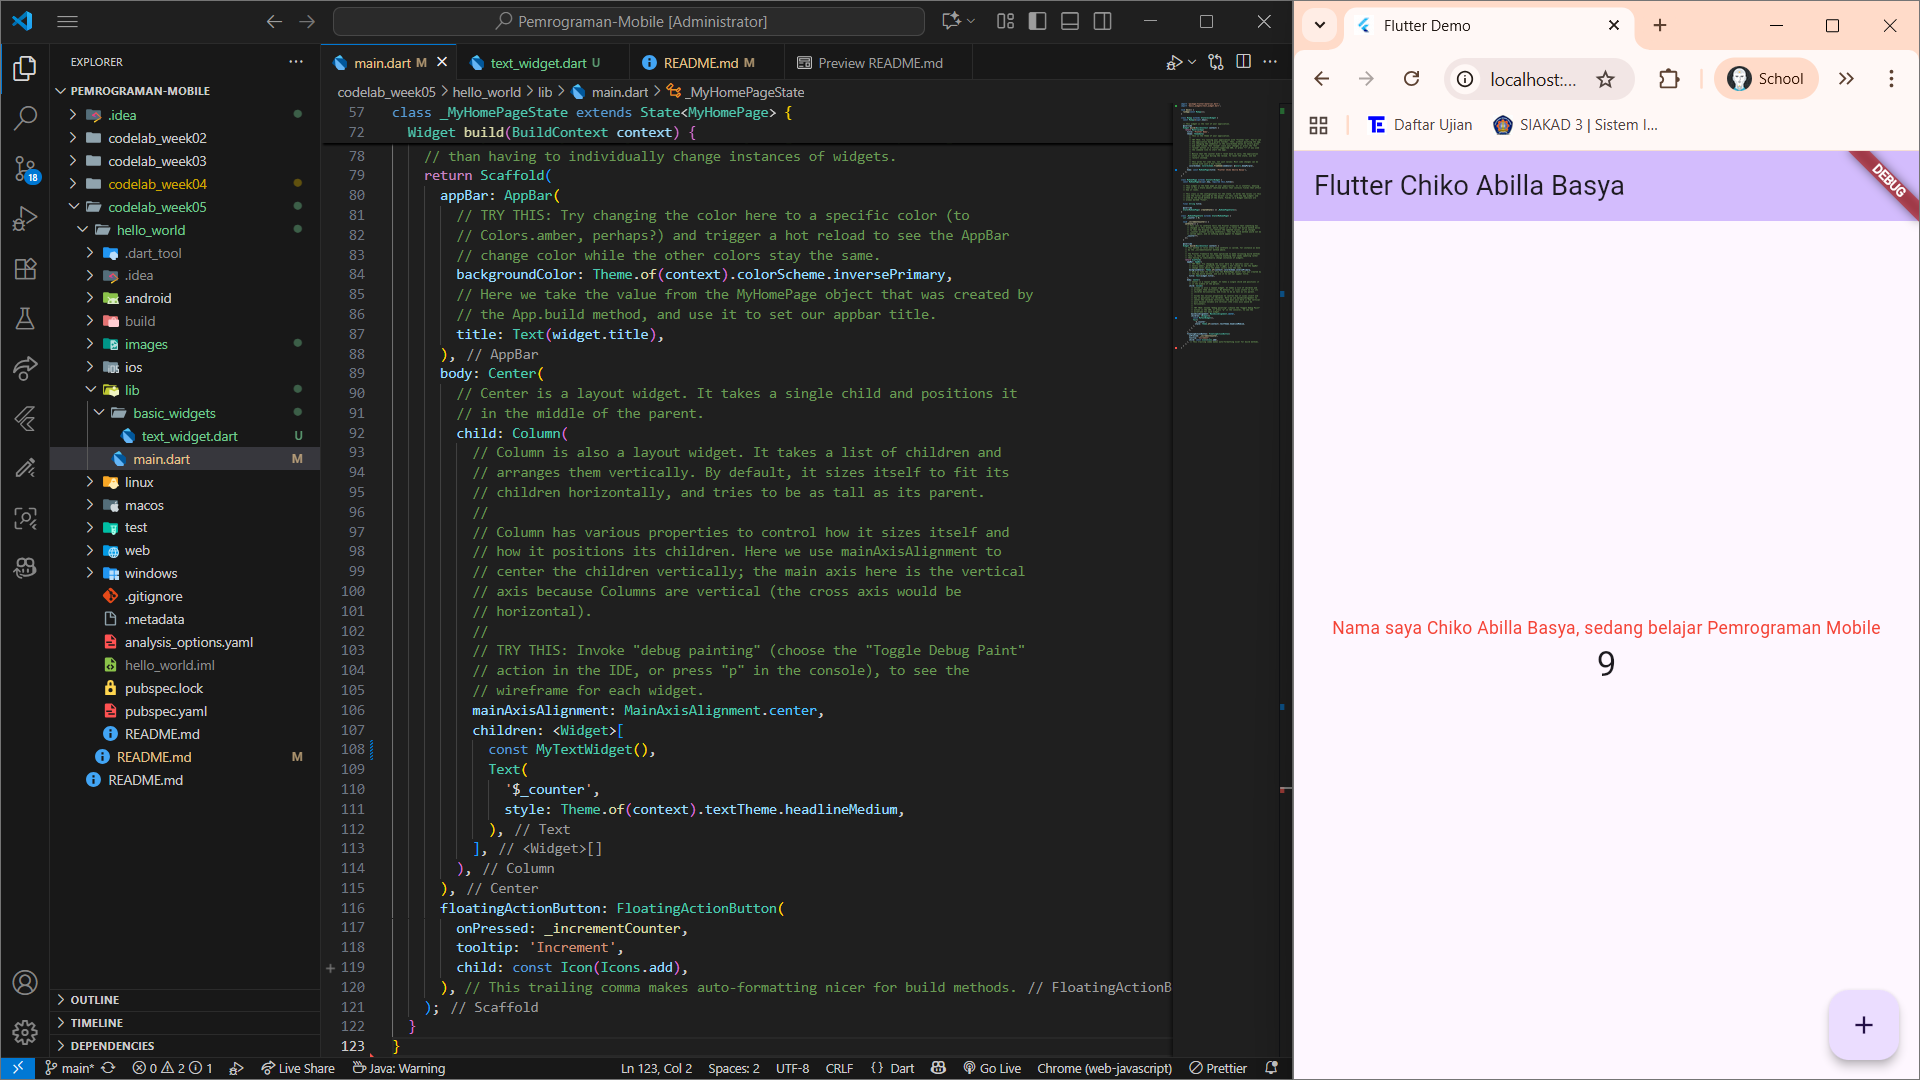 Pemrograman-Mobile [Administrator]
EXPLORER
PEMROGRAMAN-MOBILE
.idea
codelab_week02
codelab_week03
codelab_week04
codelab_week05
hello_world
.dart_tool
.idea
android
build
images
ios
lib
basic_widgets
text_widget.dart U
main.dart M
linux
macos
test
web
windows
.gitignore
.metadata
analysis_options.yaml
hello_world.iml
pubspec.lock
pubspec.yaml
README.md
README.md M
README.md
OUTLINE
TIMELINE
DEPENDENCIES
18
main.dart M
text_widget.dart U
README.md M
Preview README.md
codelab_week05 > hello_world > lib > main.dart > _MyHomePageState
57 class _MyHomePageState extends State<MyHomePage> {
72 Widget build(BuildContext context) {
78 // than having to individually change instances of widgets.
79 return Scaffold(
80 appBar: AppBar(
81 // TRY THIS: Try changing the color here to a specific color (to
82 // Colors.amber, perhaps?) and trigger a hot reload to see the AppBar
83 // change color while the other colors stay the same.
84 backgroundColor: Theme.of(context).colorScheme.inversePrimary,
85 // Here we take the value from the MyHomePage object that was created by
86 // the App.build method, and use it to set our appbar title.
87 title: Text(widget.title),
88 ), // AppBar
89 body: Center(
90 // Center is a layout widget. It takes a single child and positions it
91 // in the middle of the parent.
92 child: Column(
93 // Column is also a layout widget. It takes a list of children and
94 // arranges them vertically. By default, it sizes itself to fit its
95 // children horizontally, and tries to be as tall as its parent.
96 //
97 // Column has various properties to control how it sizes itself and
98 // how it positions its children. Here we use mainAxisAlignment to
99 // center the children vertically; the main axis here is the vertical
100 // axis because Columns are vertical (the cross axis would be
101 // horizontal).
102 //
103 // TRY THIS: Invoke "debug painting" (choose the "Toggle Debug Paint"
104 // action in the IDE, or press "p" in the console), to see the
105 // wireframe for each widget.
106 mainAxisAlignment: MainAxisAlignment.center,
107 children: <Widget>[
108 const MyTextWidget(),
109 Text(
110 '$_counter',
111 style: Theme.of(context).textTheme.headlineMedium,
112 ), // Text
113 ], // <Widget>[]
114 ), // Column
115 ), // Center
116 floatingActionButton: FloatingActionButton(
117 onPressed: _incrementCounter,
118 tooltip: 'Increment',
119 child: const Icon(Icons.add),
120 ), // This trailing comma makes auto-formatting nicer for build methods. // FloatingActionB
121 ); // Scaffold
122 }
123 }
main* 0 2 1 Live Share Java: Warning Ln 123, Col 2 Spaces: 2 UTF-8 CRLF {} Dart Go Live Chrome (web-javascript) Prettier
Flutter Demo
localhost:...
School
Daftar Ujian
SIAKAD 3 | Sistem I...
Flutter Chiko Abilla Basya
DEBUG
Nama saya Chiko Abilla Basya, sedang belajar Pemrograman Mobile
9
+